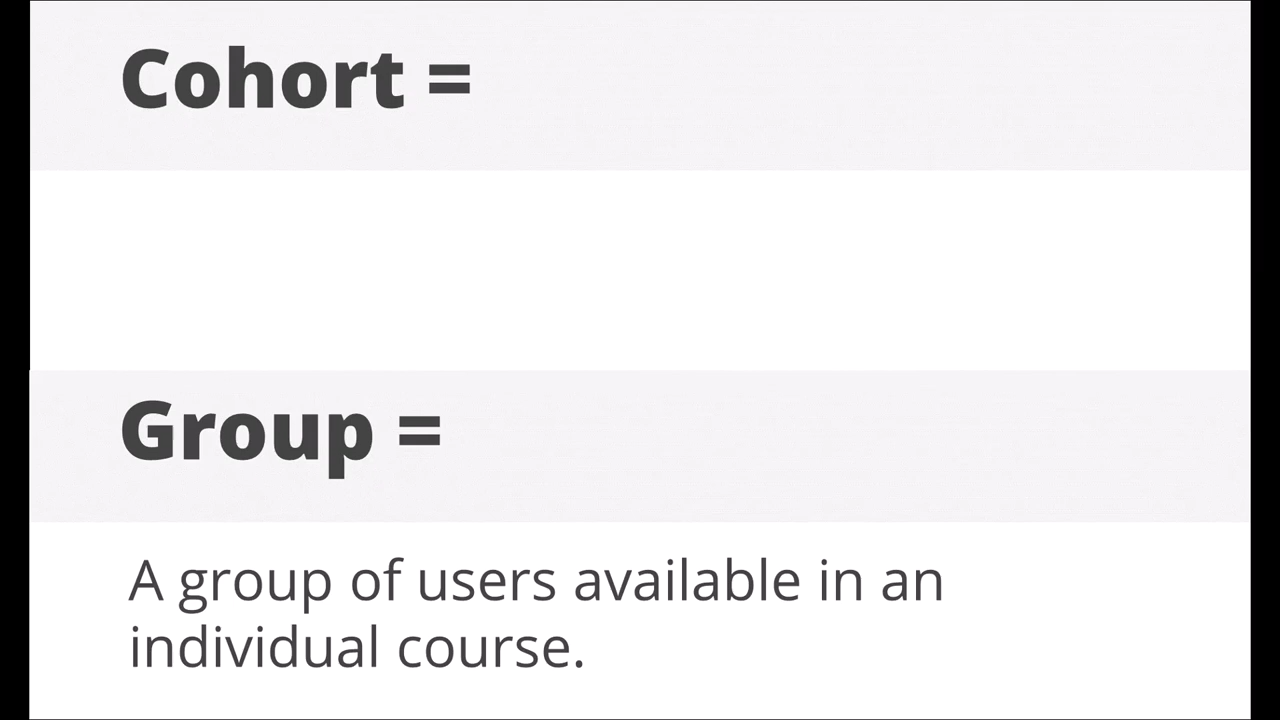 Cohort =
Group =
A group of users available in an
individual course.